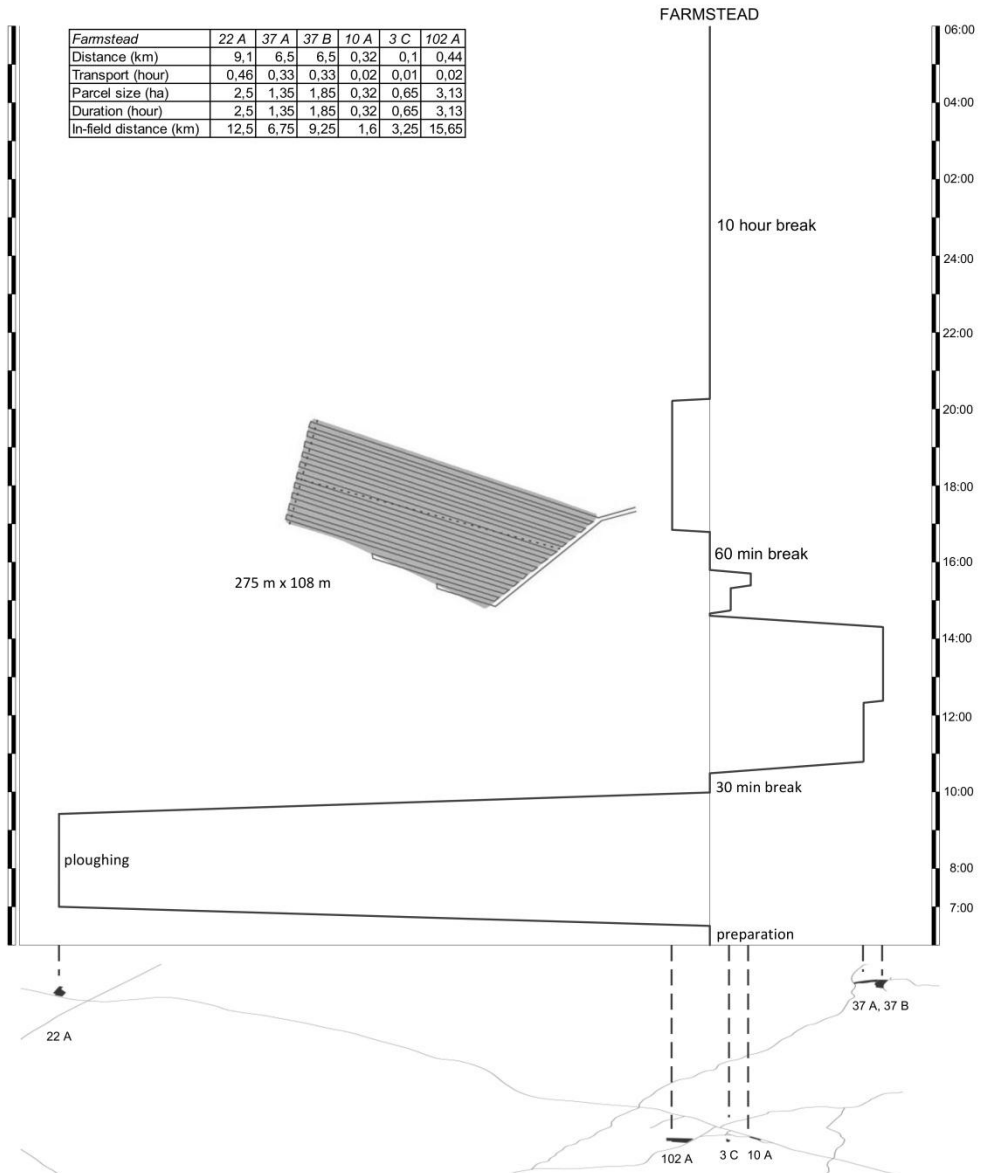 FARMSTEAD
Farmstead 22 A 37 A 37 B 10 A 3 C 102 A
Distance (km) 9,1 6,5 6,5 0,32 0,1 0,44
Transport (hour) 0,46 0,33 0,33 0,02 0,01 0,02
Parcel size (ha) 2,5 1,35 1,85 0,32 0,65 3,13
Duration (hour) 2,5 1,35 1,85 0,32 0,65 3,13
In-field distance (km) 12,5 6,75 9,25 1,6 3,25 15,65
06:00
04:00
02:00
10 hour break
24:00
22:00
20:00
18:00
60 min break
16:00
275 m x 108 m
14:00
12:00
30 min break
10:00
ploughing
8:00
7:00
preparation
37 A, 37 B
22 A
102 A 3 C 10 A